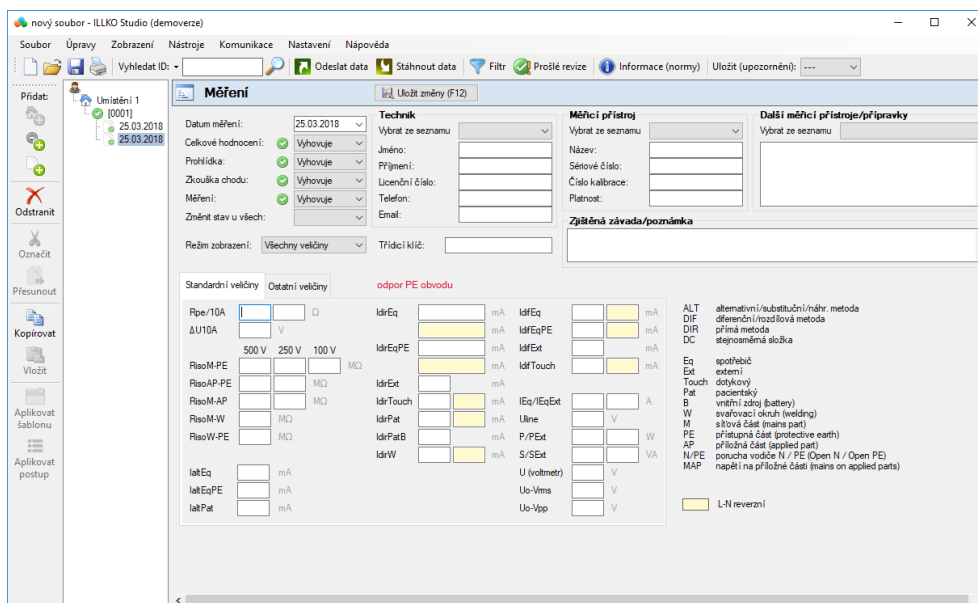 nový soubor - ILLKO Studio (demoverze)
Soubor Úpravy Zobrazení Nástroje Komunikace Nastavení Nápověda
Vyhledat ID: Odeslat data Stáhnout data Filtr Prošlé revize Informace (normy) Uložit (upozornění): ---
Přidat:
Odstranit
Označit
Přesunout
Kopírovat
Vložit
Aplikovat
šablonu
Aplikovat
postup
Umístění 1
[0001]
25.03.2018
25.03.2018
Měření Uložit změny (F12)
Datum měření: 25.03.2018
Celkové hodnocení: Vyhovuje
Prohlídka: Vyhovuje
Zkouška chodu: Vyhovuje
Měření: Vyhovuje
Změnit stav u všech:
Režim zobrazení: Všechny veličiny
Technik
Vybrat ze seznamu
Jméno:
Příjmení:
Licenční číslo:
Telefon:
Email:
Třídicí klíč:
Měřicí přístroj
Vybrat ze seznamu
Název:
Sériové číslo:
Číslo kalibrace:
Platnost:
Další měřicí přístroje/přípravky
Vybrat ze seznamu
Zjištěná závada/poznámka
Standardní veličiny Ostatní veličiny odpor PE obvodu
Rpe/10A Ω
ΔU10A V
500 V 250 V 100 V
RisoM-PE MΩ
RisoAP-PE MΩ
RisoM-AP MΩ
RisoM-W MΩ
RisoW-PE MΩ
IaltEq mA
IaltEqPE mA
IaltPat mA
IdirEq mA
mA
IdirEqPE mA
mA
IdirExt mA
IdirTouch mA
IdirPat mA
IdirPatB mA
IdirW mA
IdifEq mA
IdifEqPE mA
IdifExt mA
IdifTouch mA
IEq/IEqExt A
Uline V
P/PExt W
S/SExt VA
U (voltmetr) V
Uo-Vrms V
Uo-Vpp V
ALT alternativní/substituční/náhr. metoda
DIF diferenční/rozdílová metoda
DIR přímá metoda
DC stejnosměrná složka
Eq spotřebič
Ext externí
Touch dotykový
Pat pacientský
B vnitřní zdroj (battery)
W svařovací okruh (welding)
M síťová část (mains part)
PE přístupná část (protective earth)
AP příložná část (applied part)
N/PE porucha vodiče N / PE (Open N / Open PE)
MAP napětí na příložné části (mains on applied parts)
L-N reverzní